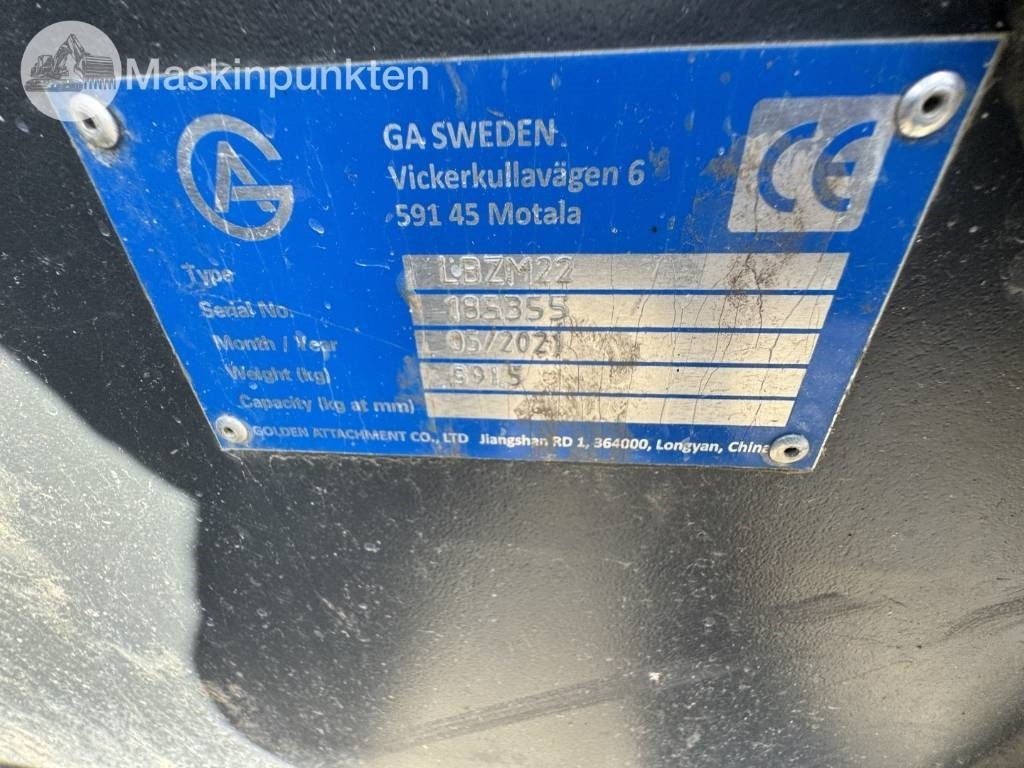 Maskinpunkten
GA SWEDEN
Vickerkullavägen 6
591 45 Motala
CE
GA
Type LBZM22
Serial No. 185355
Month / Year 05/2021
Weight (kg)
Capacity (kg at mm)
GOLDEN ATTACHMENT CO., LTD Jiangshan RD 1, 364000, Longyan, China